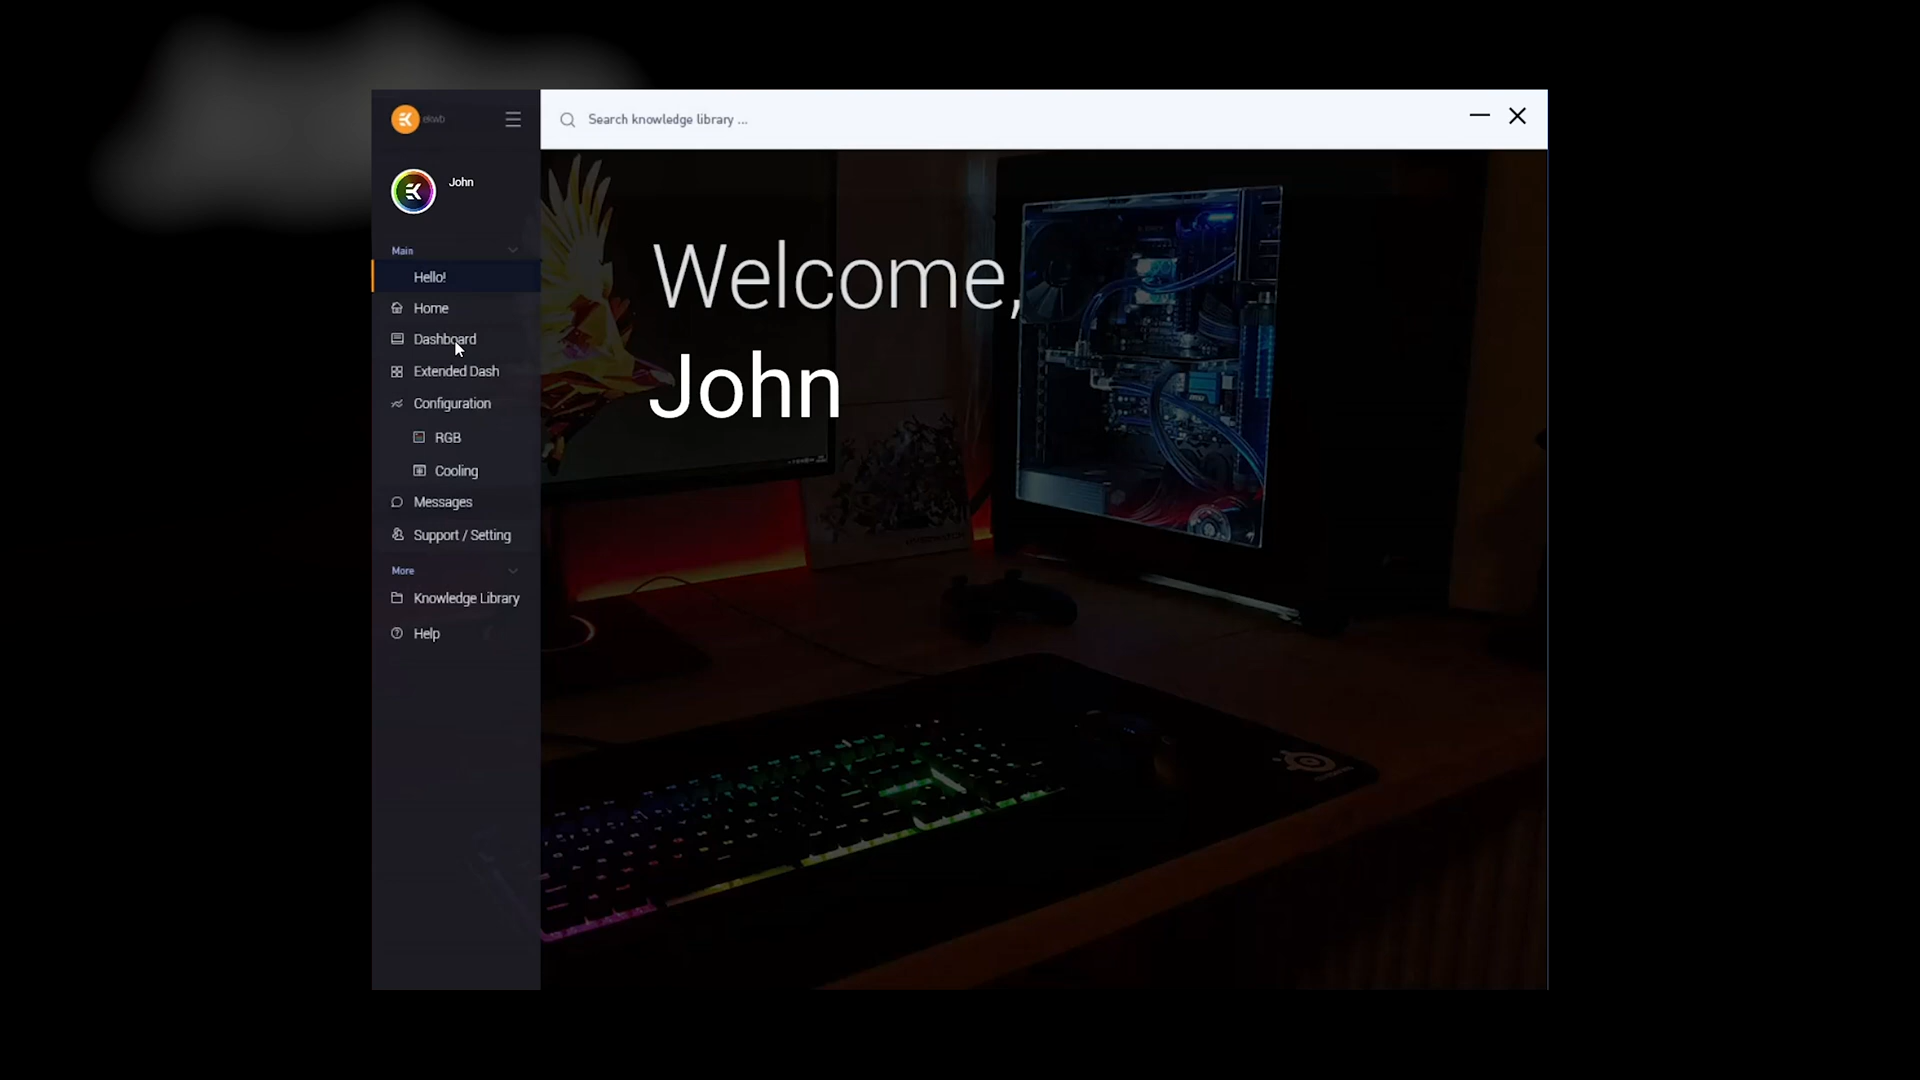 ekwb
Search knowledge library ...
John
Main
Hello!
Home
Dashboard
Extended Dash
Configuration
RGB
Cooling
Messages
Support / Setting
More
Knowledge Library
Help
Welcome,
John